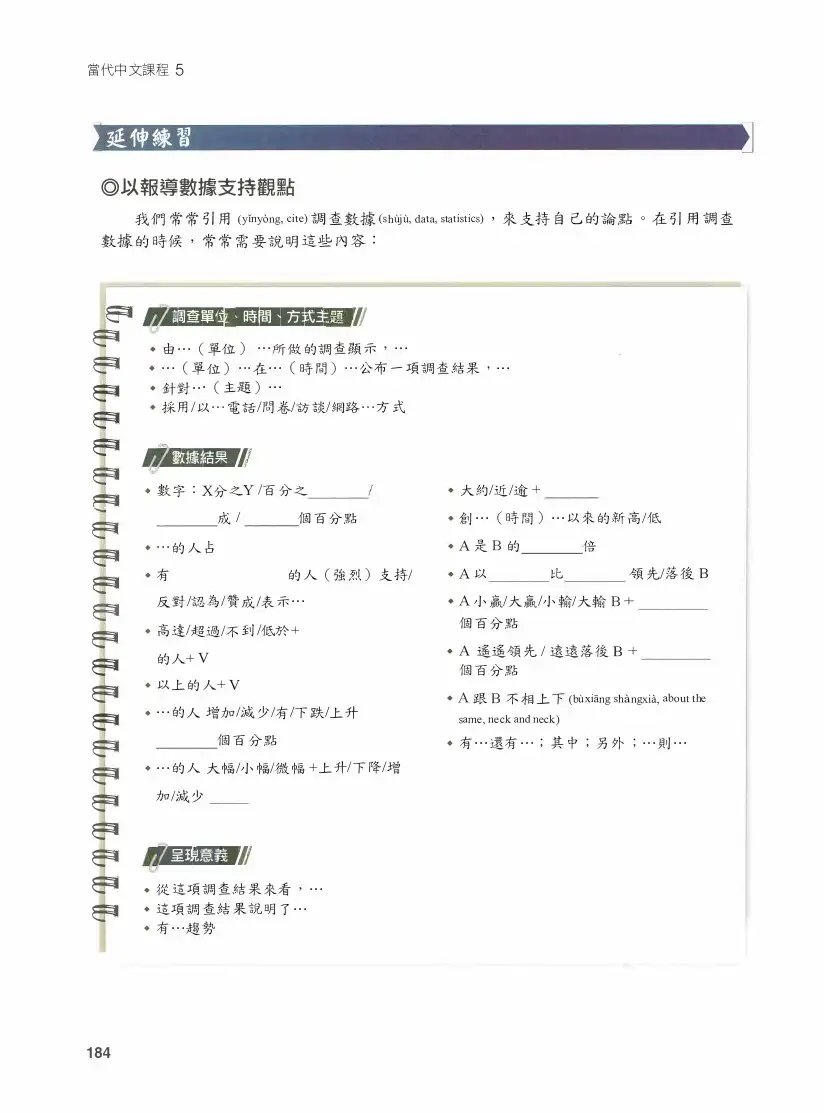 當代中文課程 5
延伸練習
◎以報導數據支持觀點
我們常常引用 (yǐnyòng, cite) 調查數據 (shùjù, data, statistics)，來支持自己的論點。在引用調查
數據的時候，常常需要說明這些內容：
調查單位、時間、方式主題
◆ 由…（單位）…所做的調查顯示，…
◆ …（單位）…在…（時間）…公布一項調查結果，…
◆ 針對…（主題）…
◆ 採用/以…電話/問卷/訪談/網路…方式
數據結果
◆ 數字：X分之Y /百分之________/
________成 / ________個百分點
◆ …的人占
◆ 有 的人（強烈）支持/
反對/認為/贊成/表示…
◆ 高達/超過/不到/低於+
的人+ V
◆ 以上的人+ V
◆ …的人 增加/減少/有/下跌/上升
________個百分點
◆ …的人 大幅/小幅/微幅 +上升/下降/增
加/減少 _____
◆ 大約/近/逾 + _______
◆ 創…（時間）…以來的新高/低
◆ A 是 B 的________倍
◆ A 以________比________ 領先/落後 B
◆ A 小贏/大贏/小輸/大輸 B + _________
個百分點
◆ A 遙遙領先 / 遠遠落後 B + _________
個百分點
◆ A 跟 B 不相上下 (bùxiāng shàngxià, about the
same, neck and neck)
◆ 有…還有…；其中；另外；…則…
呈現意義
◆ 從這項調查結果來看，…
◆ 這項調查結果說明了…
◆ 有…趨勢
184